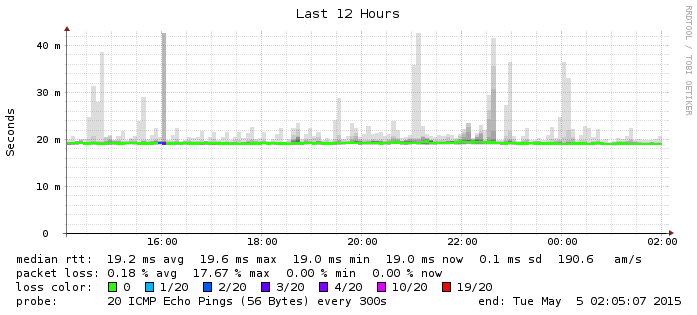 Last 12 Hours
RRDTOOL / TOBI OETIKER
Seconds
40 m
30 m
20 m
10 m
0
16:00 18:00 20:00 22:00 00:00 02:00
median rtt: 19.2 ms avg 19.6 ms max 19.0 ms min 19.0 ms now 0.1 ms sd 190.6 am/s
packet loss: 0.18 % avg 17.67 % max 0.00 % min 0.00 % now
loss color: 0 1/20 2/20 3/20 4/20 10/20 19/20
probe: 20 ICMP Echo Pings (56 Bytes) every 300s end: Tue May 5 02:05:07 2015